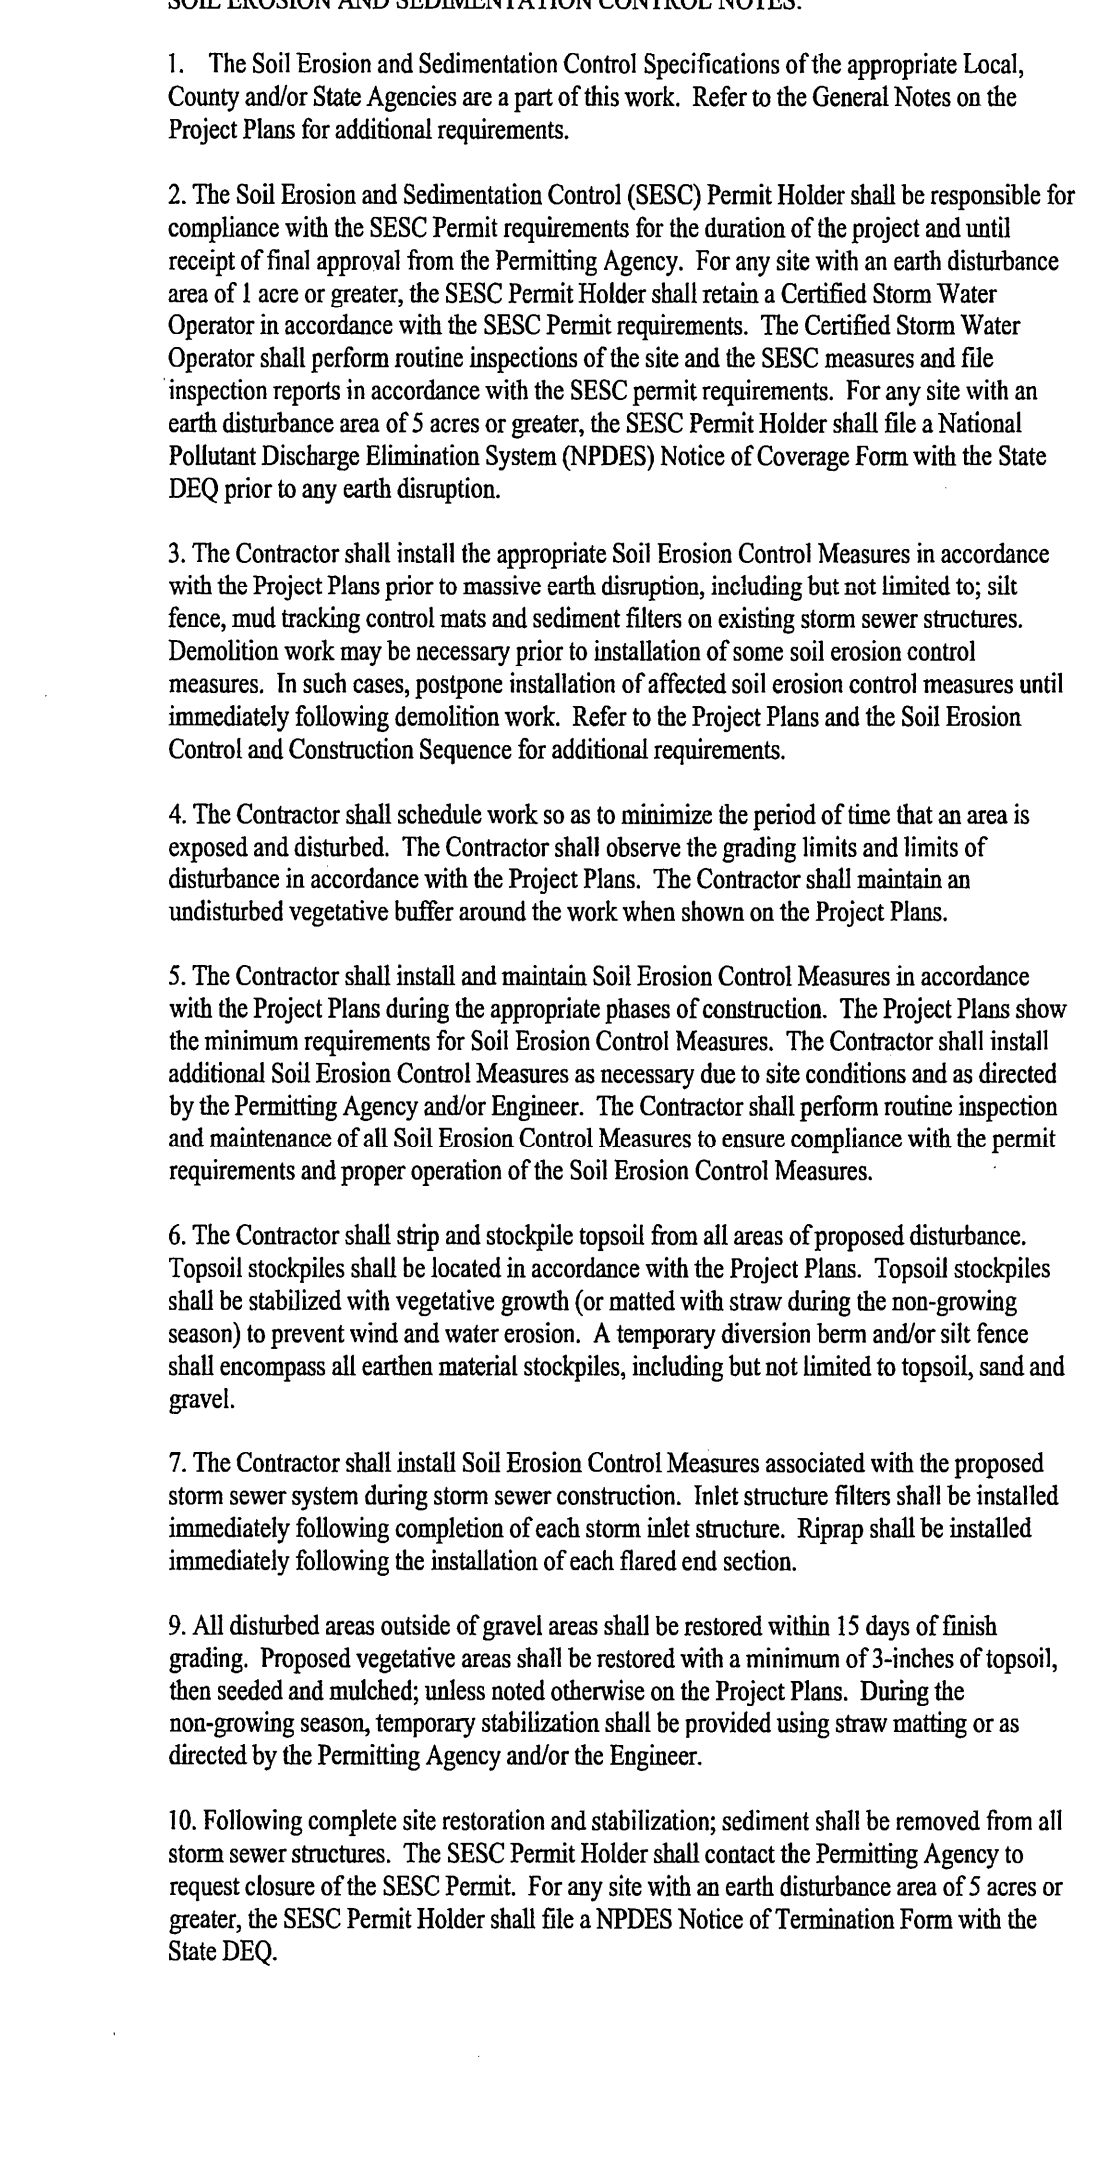 SOIL EROSION AND SEDIMENTATION CONTROL NOTES:
1. The Soil Erosion and Sedimentation Control Specifications of the appropriate Local,
County and/or State Agencies are a part of this work. Refer to the General Notes on the
Project Plans for additional requirements.
2. The Soil Erosion and Sedimentation Control (SESC) Permit Holder shall be responsible for
compliance with the SESC Permit requirements for the duration of the project and until
receipt of final approval from the Permitting Agency. For any site with an earth disturbance
area of 1 acre or greater, the SESC Permit Holder shall retain a Certified Storm Water
Operator in accordance with the SESC Permit requirements. The Certified Storm Water
Operator shall perform routine inspections of the site and the SESC measures and file
inspection reports in accordance with the SESC permit requirements. For any site with an
earth disturbance area of 5 acres or greater, the SESC Permit Holder shall file a National
Pollutant Discharge Elimination System (NPDES) Notice of Coverage Form with the State
DEQ prior to any earth disruption.
3. The Contractor shall install the appropriate Soil Erosion Control Measures in accordance
with the Project Plans prior to massive earth disruption, including but not limited to; silt
fence, mud tracking control mats and sediment filters on existing storm sewer structures.
Demolition work may be necessary prior to installation of some soil erosion control
measures. In such cases, postpone installation of affected soil erosion control measures until
immediately following demolition work. Refer to the Project Plans and the Soil Erosion
Control and Construction Sequence for additional requirements.
4. The Contractor shall schedule work so as to minimize the period of time that an area is
exposed and disturbed. The Contractor shall observe the grading limits and limits of
disturbance in accordance with the Project Plans. The Contractor shall maintain an
undisturbed vegetative buffer around the work when shown on the Project Plans.
5. The Contractor shall install and maintain Soil Erosion Control Measures in accordance
with the Project Plans during the appropriate phases of construction. The Project Plans show
the minimum requirements for Soil Erosion Control Measures. The Contractor shall install
additional Soil Erosion Control Measures as necessary due to site conditions and as directed
by the Permitting Agency and/or Engineer. The Contractor shall perform routine inspection
and maintenance of all Soil Erosion Control Measures to ensure compliance with the permit
requirements and proper operation of the Soil Erosion Control Measures.
6. The Contractor shall strip and stockpile topsoil from all areas of proposed disturbance.
Topsoil stockpiles shall be located in accordance with the Project Plans. Topsoil stockpiles
shall be stabilized with vegetative growth (or matted with straw during the non-growing
season) to prevent wind and water erosion. A temporary diversion berm and/or silt fence
shall encompass all earthen material stockpiles, including but not limited to topsoil, sand and
gravel.
7. The Contractor shall install Soil Erosion Control Measures associated with the proposed
storm sewer system during storm sewer construction. Inlet structure filters shall be installed
immediately following completion of each storm inlet structure. Riprap shall be installed
immediately following the installation of each flared end section.
9. All disturbed areas outside of gravel areas shall be restored within 15 days of finish
grading. Proposed vegetative areas shall be restored with a minimum of 3-inches of topsoil,
then seeded and mulched; unless noted otherwise on the Project Plans. During the
non-growing season, temporary stabilization shall be provided using straw matting or as
directed by the Permitting Agency and/or the Engineer.
10. Following complete site restoration and stabilization; sediment shall be removed from all
storm sewer structures. The SESC Permit Holder shall contact the Permitting Agency to
request closure of the SESC Permit. For any site with an earth disturbance area of 5 acres or
greater, the SESC Permit Holder shall file a NPDES Notice of Termination Form with the
State DEQ.